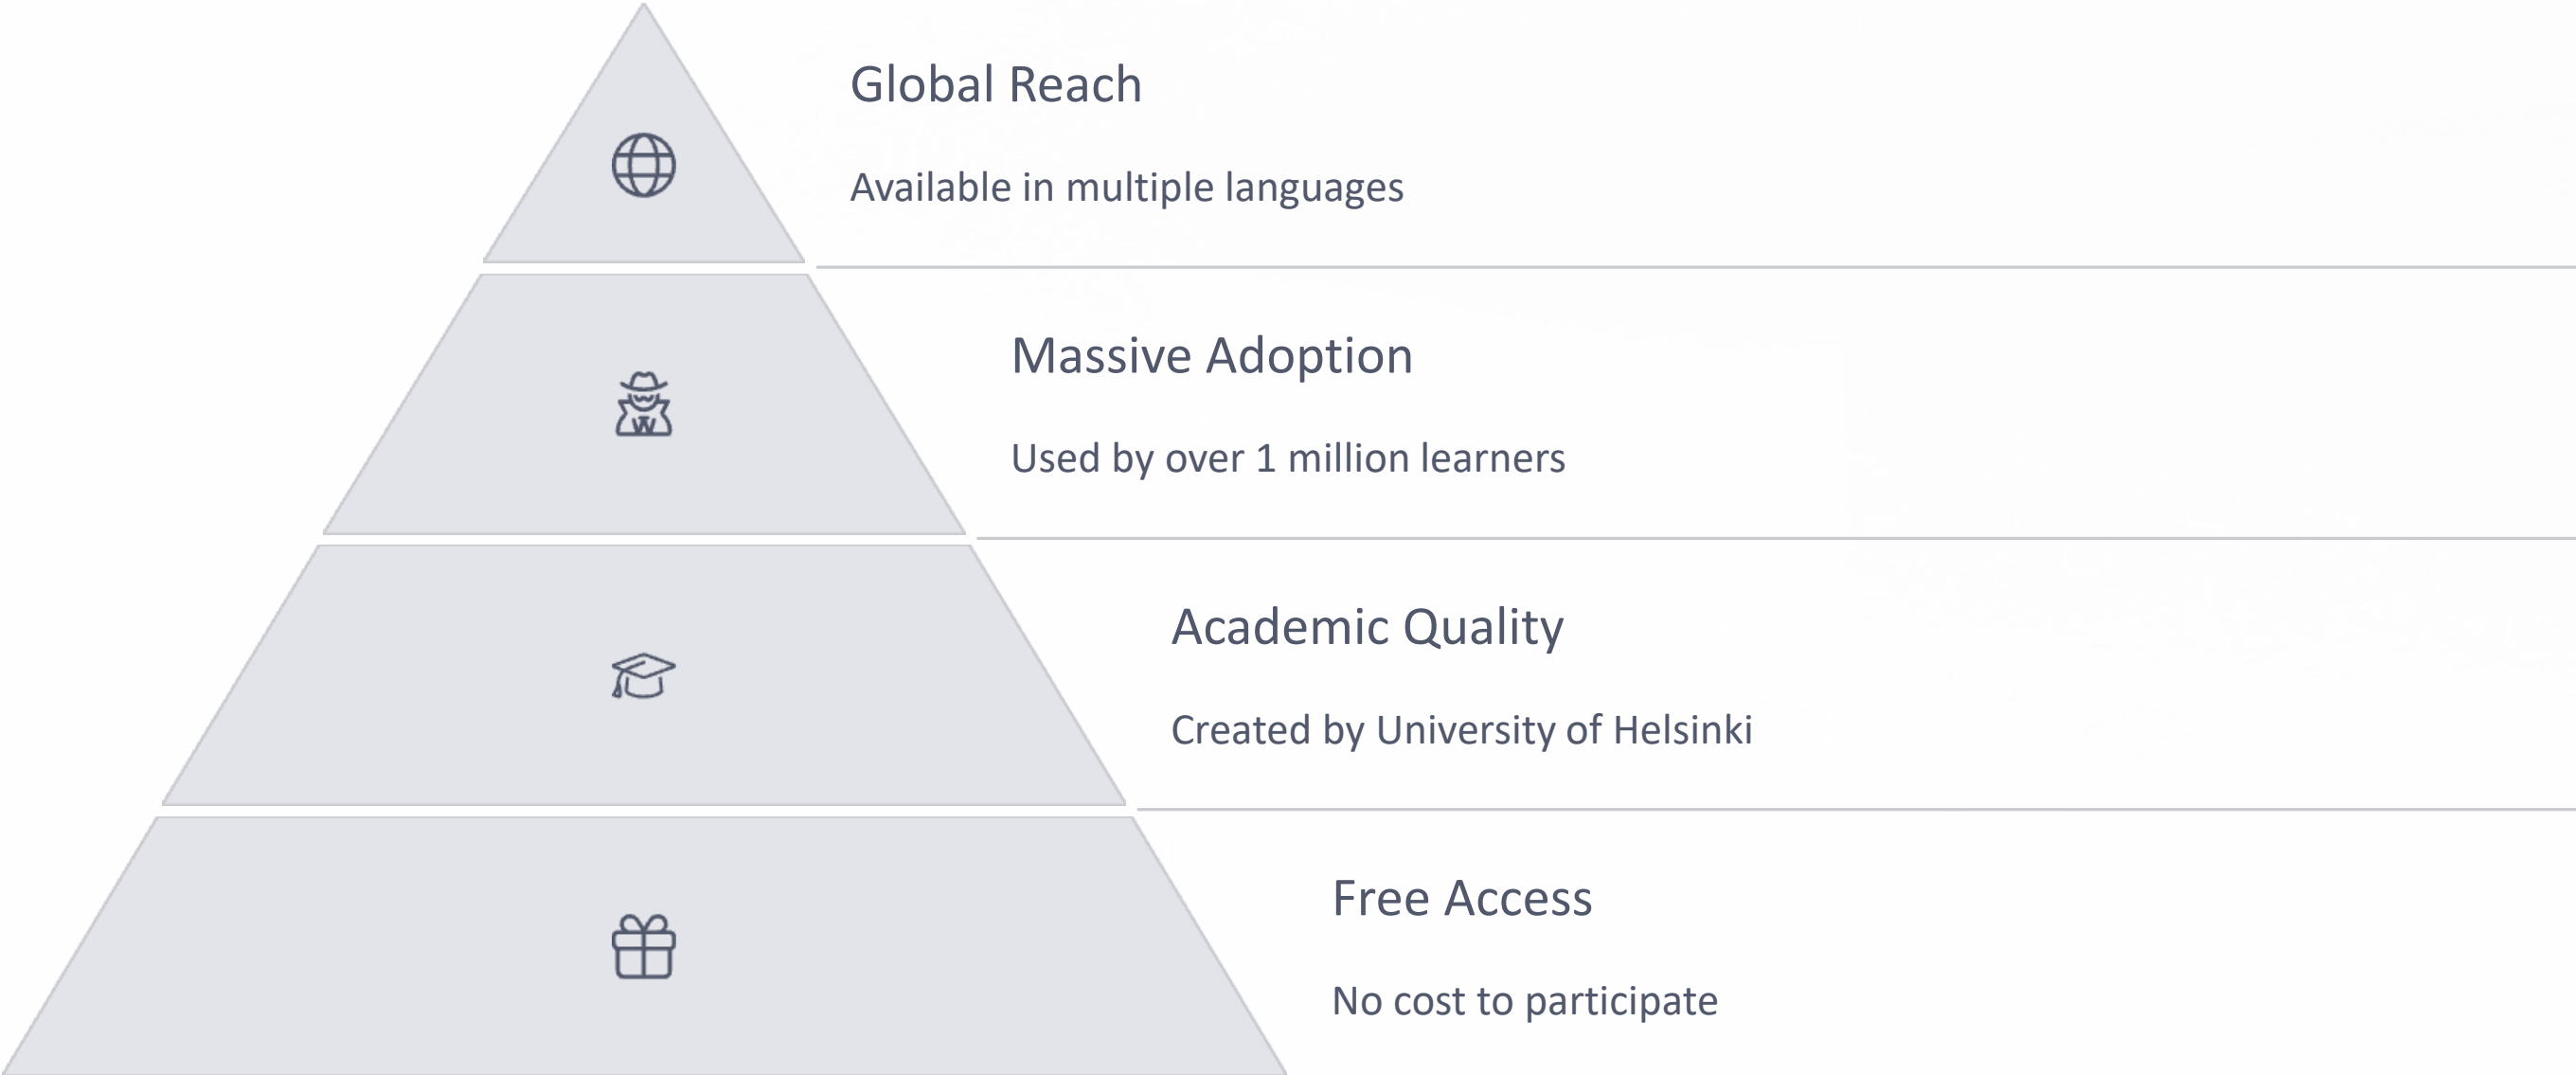 Global Reach
Available in multiple languages
W
Massive Adoption
Used by over 1 million learners
Academic Quality
Created by University of Helsinki
Free Access
No cost to participate